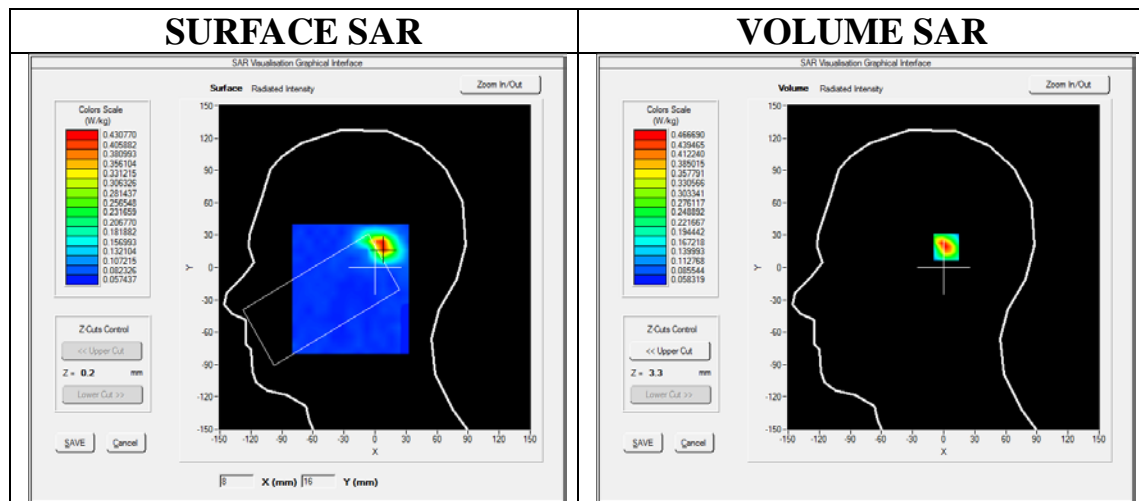 SURFACE SAR
SAR Visualisation Graphical Interface
Surface Radiated Intensity
Zoom In/Out
Colors Scale
(W/kg)
0.430770
0.405882
0.380993
0.356104
0.331215
0.306326
0.281437
0.256548
0.231659
0.206770
0.181882
0.156993
0.132104
0.107215
0.082326
0.057437
150
120
90
60
30
0
-30
-60
-90
-120
-150
Y
-150 -120 -90 -60 -30 0 30 60 90 120 150
X
Z-Cuts Control
<< Upper Cut
Z = 0.2 mm
Lower Cut >>
SAVE Cancel
8 X (mm) 16 Y (mm)
VOLUME SAR
SAR Visualisation Graphical Interface
Volume Radiated Intensity
Zoom In/Out
Colors Scale
(W/kg)
0.466690
0.439465
0.412240
0.385015
0.357791
0.330566
0.303341
0.276117
0.248892
0.221667
0.194442
0.167218
0.139993
0.112768
0.085544
0.058319
150
120
90
60
30
0
-30
-60
-90
-120
-150
Y
-150 -120 -90 -60 -30 0 30 60 90 120 150
X
Z-Cuts Control
<< Upper Cut
Z = 3.3 mm
Lower Cut >>
SAVE Cancel